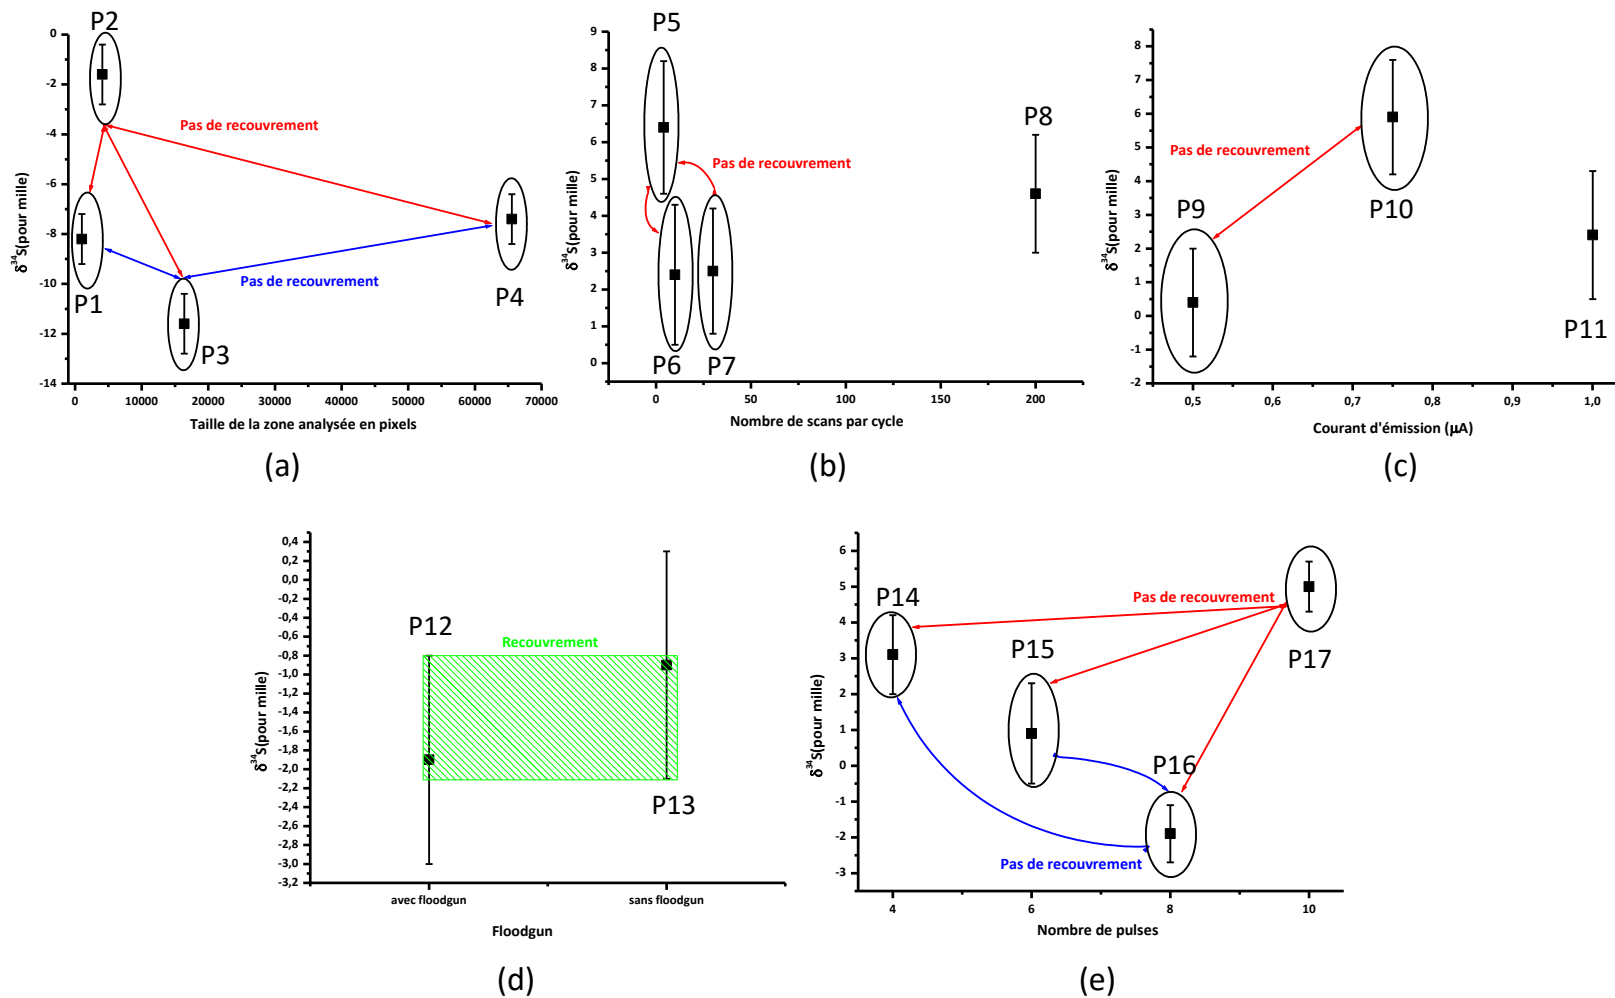 P2
0
-2
-4
-6
-8
-10
-12
-14
δ³⁴S(pour mille)
Pas de recouvrement
Pas de recouvrement
P1
P3
P4
0 10000 20000 30000 40000 50000 60000 70000
Taille de la zone analysée en pixels
(a)
P5
9
8
7
6
5
4
3
2
1
0
δ³⁴S(pour mille)
P8
Pas de recouvrement
P6
P7
0 50 100 150 200
Nombre de scans par cycle
(b)
8
7
6
5
4
3
2
1
0
-1
-2
δ³⁴S(pour mille)
Pas de recouvrement
P9
P10
P11
0,5 0,6 0,7 0,8 0,9 1,0
Courant d'émission (µA)
(c)
0,4
0,2
0,0
-0,2
-0,4
-0,6
-0,8
-1,0
-1,2
-1,4
-1,6
-1,8
-2,0
-2,2
-2,4
-2,6
-2,8
-3,0
-3,2
δ³⁴S(pour mille)
P12
Recouvrement
P13
avec floodgun sans floodgun
Floodgun
(d)
6
5
4
3
2
1
0
-1
-2
-3
δ³⁴S(pour mille)
P14
Pas de recouvrement
P15
P17
P16
Pas de recouvrement
4 6 8 10
Nombre de pulses
(e)